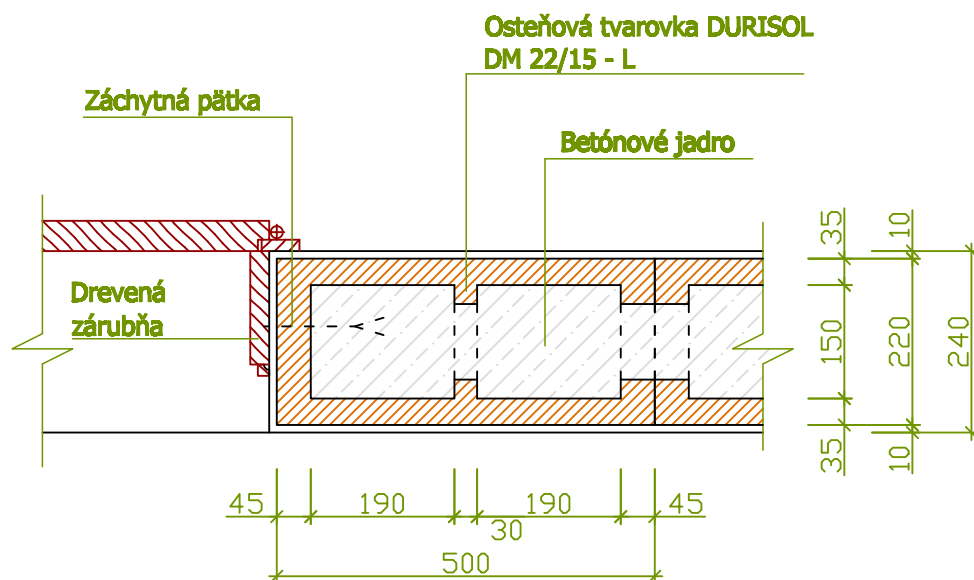 Osteňová tvarovka DURISOL
DM 22/15 - L
Záchytná pätka
Betónové jadro
Drevená
zárubňa
35
10
150
220
240
35
10
45
190
190
45
30
500